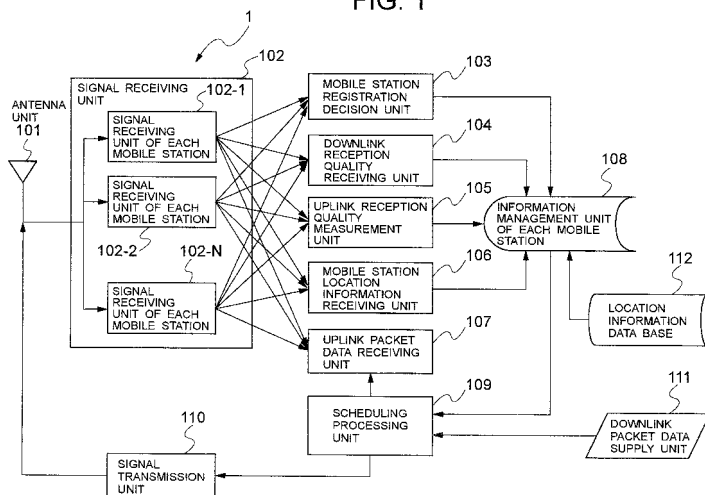 FIG. 1
1
102
SIGNAL RECEIVING
UNIT
102-1
ANTENNA
UNIT
101
SIGNAL
RECEIVING
UNIT OF EACH
MOBILE STATION
SIGNAL
RECEIVING
UNIT OF EACH
MOBILE STATION
102-2
102-N
SIGNAL
RECEIVING
UNIT OF EACH
MOBILE STATION
103
MOBILE STATION
REGISTRATION
DECISION UNIT
104
DOWNLINK
RECEPTION
QUALITY
RECEIVING UNIT
105
UPLINK RECEPTION
QUALITY
MEASUREMENT
UNIT
106
MOBILE STATION
LOCATION
INFORMATION
RECEIVING UNIT
107
UPLINK PACKET
DATA RECEIVING
UNIT
108
INFORMATION
MANAGEMENT UNIT
OF EACH MOBILE
STATION
112
LOCATION
INFORMATION
DATA BASE
109
SCHEDULING
PROCESSING
UNIT
111
DOWNLINK
PACKET DATA
SUPPLY UNIT
110
SIGNAL
TRANSMISSION
UNIT